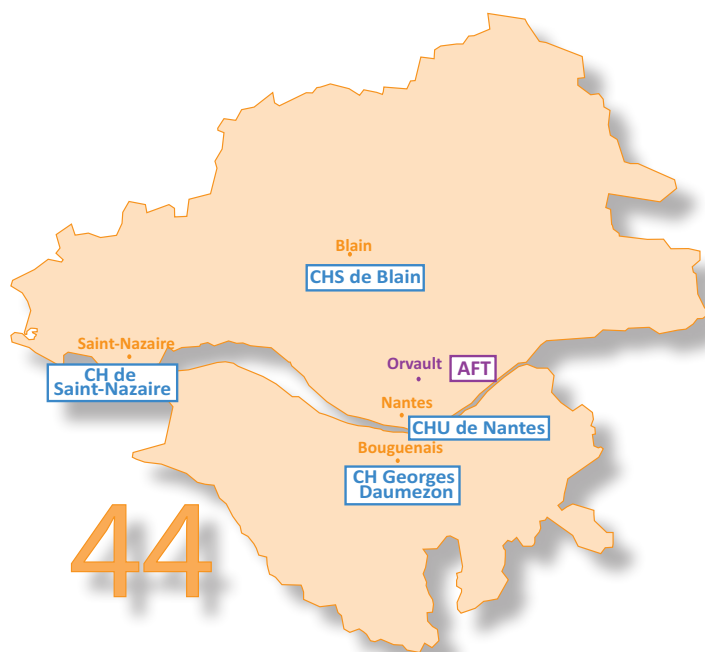 Blain
CHS de Blain
Saint-Nazaire
CH de
Saint-Nazaire
Orvault
AFT
Nantes
CHU de Nantes
Bouguenais
CH Georges
Daumezon
44